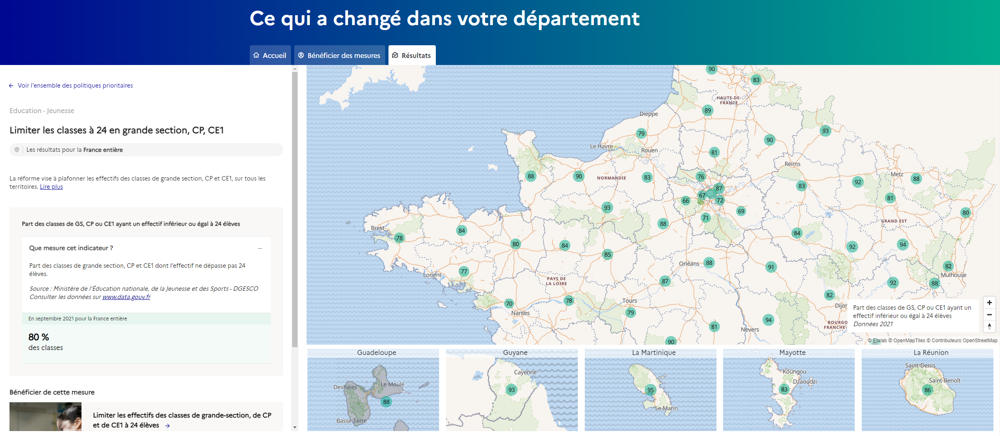 Ce qui a changé dans votre département
Accueil
Bénéficier des mesures
Résultats
← Voir l'ensemble des politiques prioritaires
Education - Jeunesse
Limiter les classes à 24 en grande section, CP, CE1
Les résultats pour la France entière
La réforme vise à plafonner les effectifs des classes de grande section, CP et CE1, sur tous les
territoires. Lire plus
Part des classes de GS, CP ou CE1 ayant un effectif inférieur ou égal à 24 élèves
Que mesure cet indicateur ? —
Part des classes de grande section, CP et CE1 dont l’effectif ne dépasse pas 24
élèves.
Source : Ministère de l'Éducation nationale, de la Jeunesse et des Sports - DGESCO
Consulter les données sur www.data.gouv.fr
En septembre 2021 pour la France entière
80 %
des classes
Bénéficier de cette mesure
Limiter les effectifs des classes de grande-section, de CP
et de CE1 à 24 élèves →
90
83
HAUTS-DE-
FRANCE
89
Dieppe
79
93
Le Havre
Rouen
90
81
Reims
88
90
NORMANDIE
83
76
83
92
Metz
88
87
67
66
72
81
93
69
71
80
88
GRAND EST
Brest
84
78
84
80
84
92
94
85
Orléans
88
91
82
77
Lorient
Mulhouse
PAYS DE
LA LOIRE
87
92
88
82
70
78
Tours
Nantes
79
Dijon
94
81
Nevers
BOURGO
FRANCHE-
90
86
Part des classes de GS, CP ou CE1 ayant un
effectif inférieur ou égal à 24 élèves
Données 2021
+
−
© Etalab © OpenMapTiles © Contributeurs OpenStreetMap
Guadeloupe
Deshaies
Le Moule
88
Basse-Terre
Guyane
Cayenne
93
La Martinique
95
Le Marin
Mayotte
Koungou
Dzaoudzi
83
La Réunion
Saint-Denis
Saint-Benoît
86